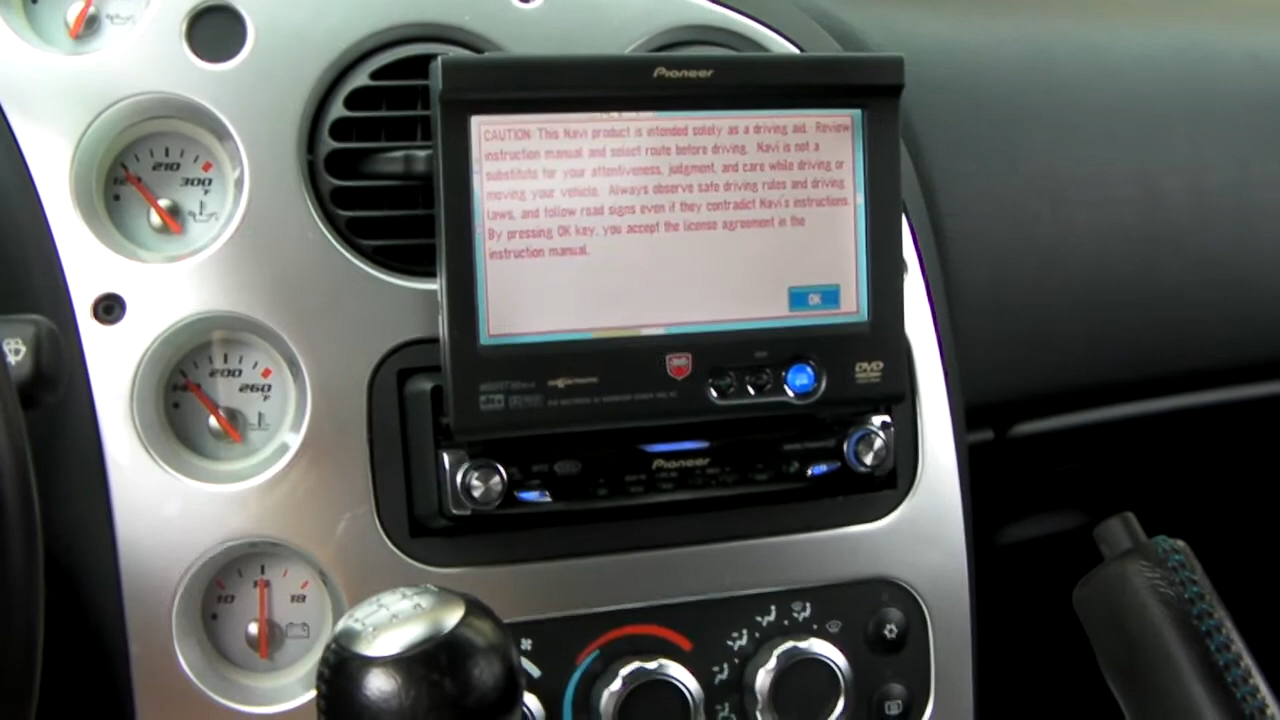 Pioneer
CAUTION: This Navi product is intended solely as a driving aid. Review
instruction manual and select route before driving. Navi is not a
substitute for your attentiveness, judgment, and care while driving or
moving your vehicle. Always observe safe driving rules and driving
laws, and follow road signs even if they contradict Navi's instructions.
By pressing OK key, you accept the license agreement in the
instruction manual.
OK
DVD
dts
Pioneer
210
300
°F
200
260
°F
10
18